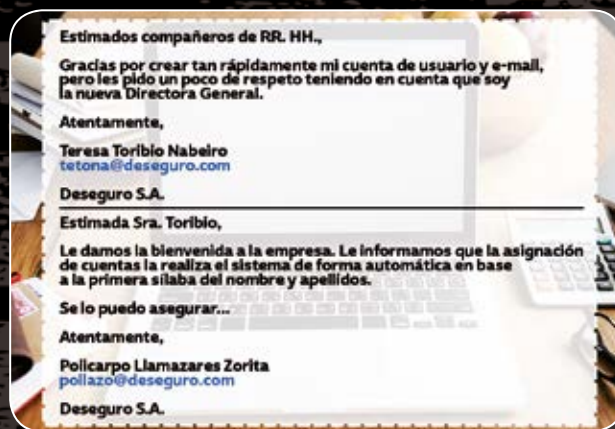 Estimados compañeros de RR. HH.,
Gracias por crear tan rápidamente mi cuenta de usuario y e-mail,
pero les pido un poco de respeto teniendo en cuenta que soy
la nueva Directora General.
Atentamente,
Teresa Toribio Nabeiro
tetona@deseguro.com
Deseguro S.A.
Estimada Sra. Toribio,
Le damos la bienvenida a la empresa. Le informamos que la asignación
de cuentas la realiza el sistema de forma automática en base
a la primera sílaba del nombre y apellidos.
Se lo puedo asegurar...
Atentamente,
Policarpo Llamazares Zorita
pollazo@deseguro.com
Deseguro S.A.